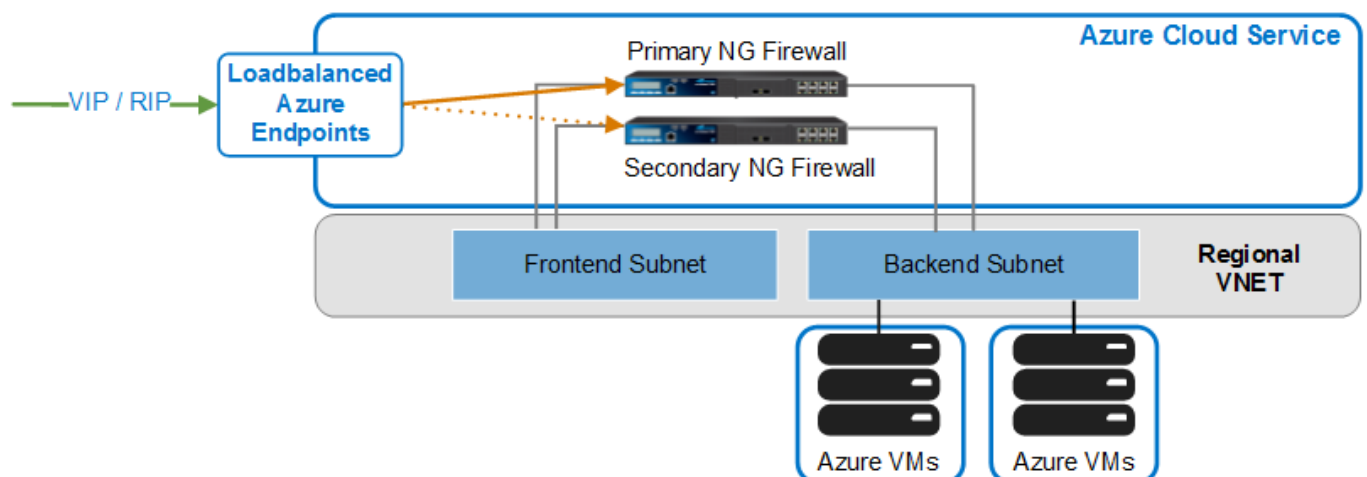 Azure Cloud Service
Primary NG Firewall
Loadbalanced
Azure
Endpoints
VIP / RIP
Secondary NG Firewall
Frontend Subnet
Backend Subnet
Regional
VNET
Azure VMs
Azure VMs